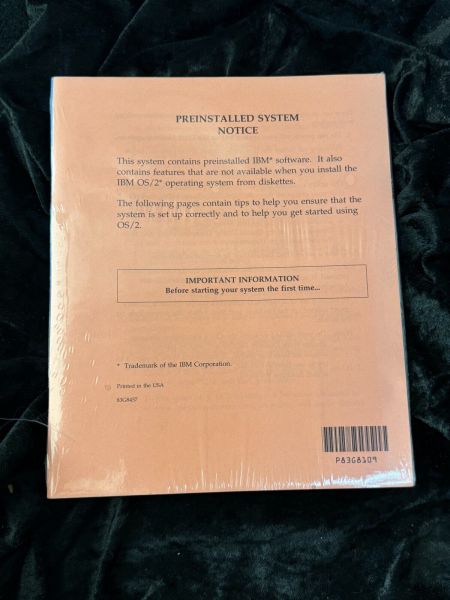 PREINSTALLED SYSTEM
NOTICE
This system contains preinstalled IBM* software. It also
contains features that are not available when you install the
IBM OS/2* operating system from diskettes.
The following pages contain tips to help you ensure that the
system is set up correctly and to help you get started using
OS/2.
IMPORTANT INFORMATION
Before starting your system the first time...
* Trademark of the IBM Corporation.
Printed in the USA
83G8457
P83G8109